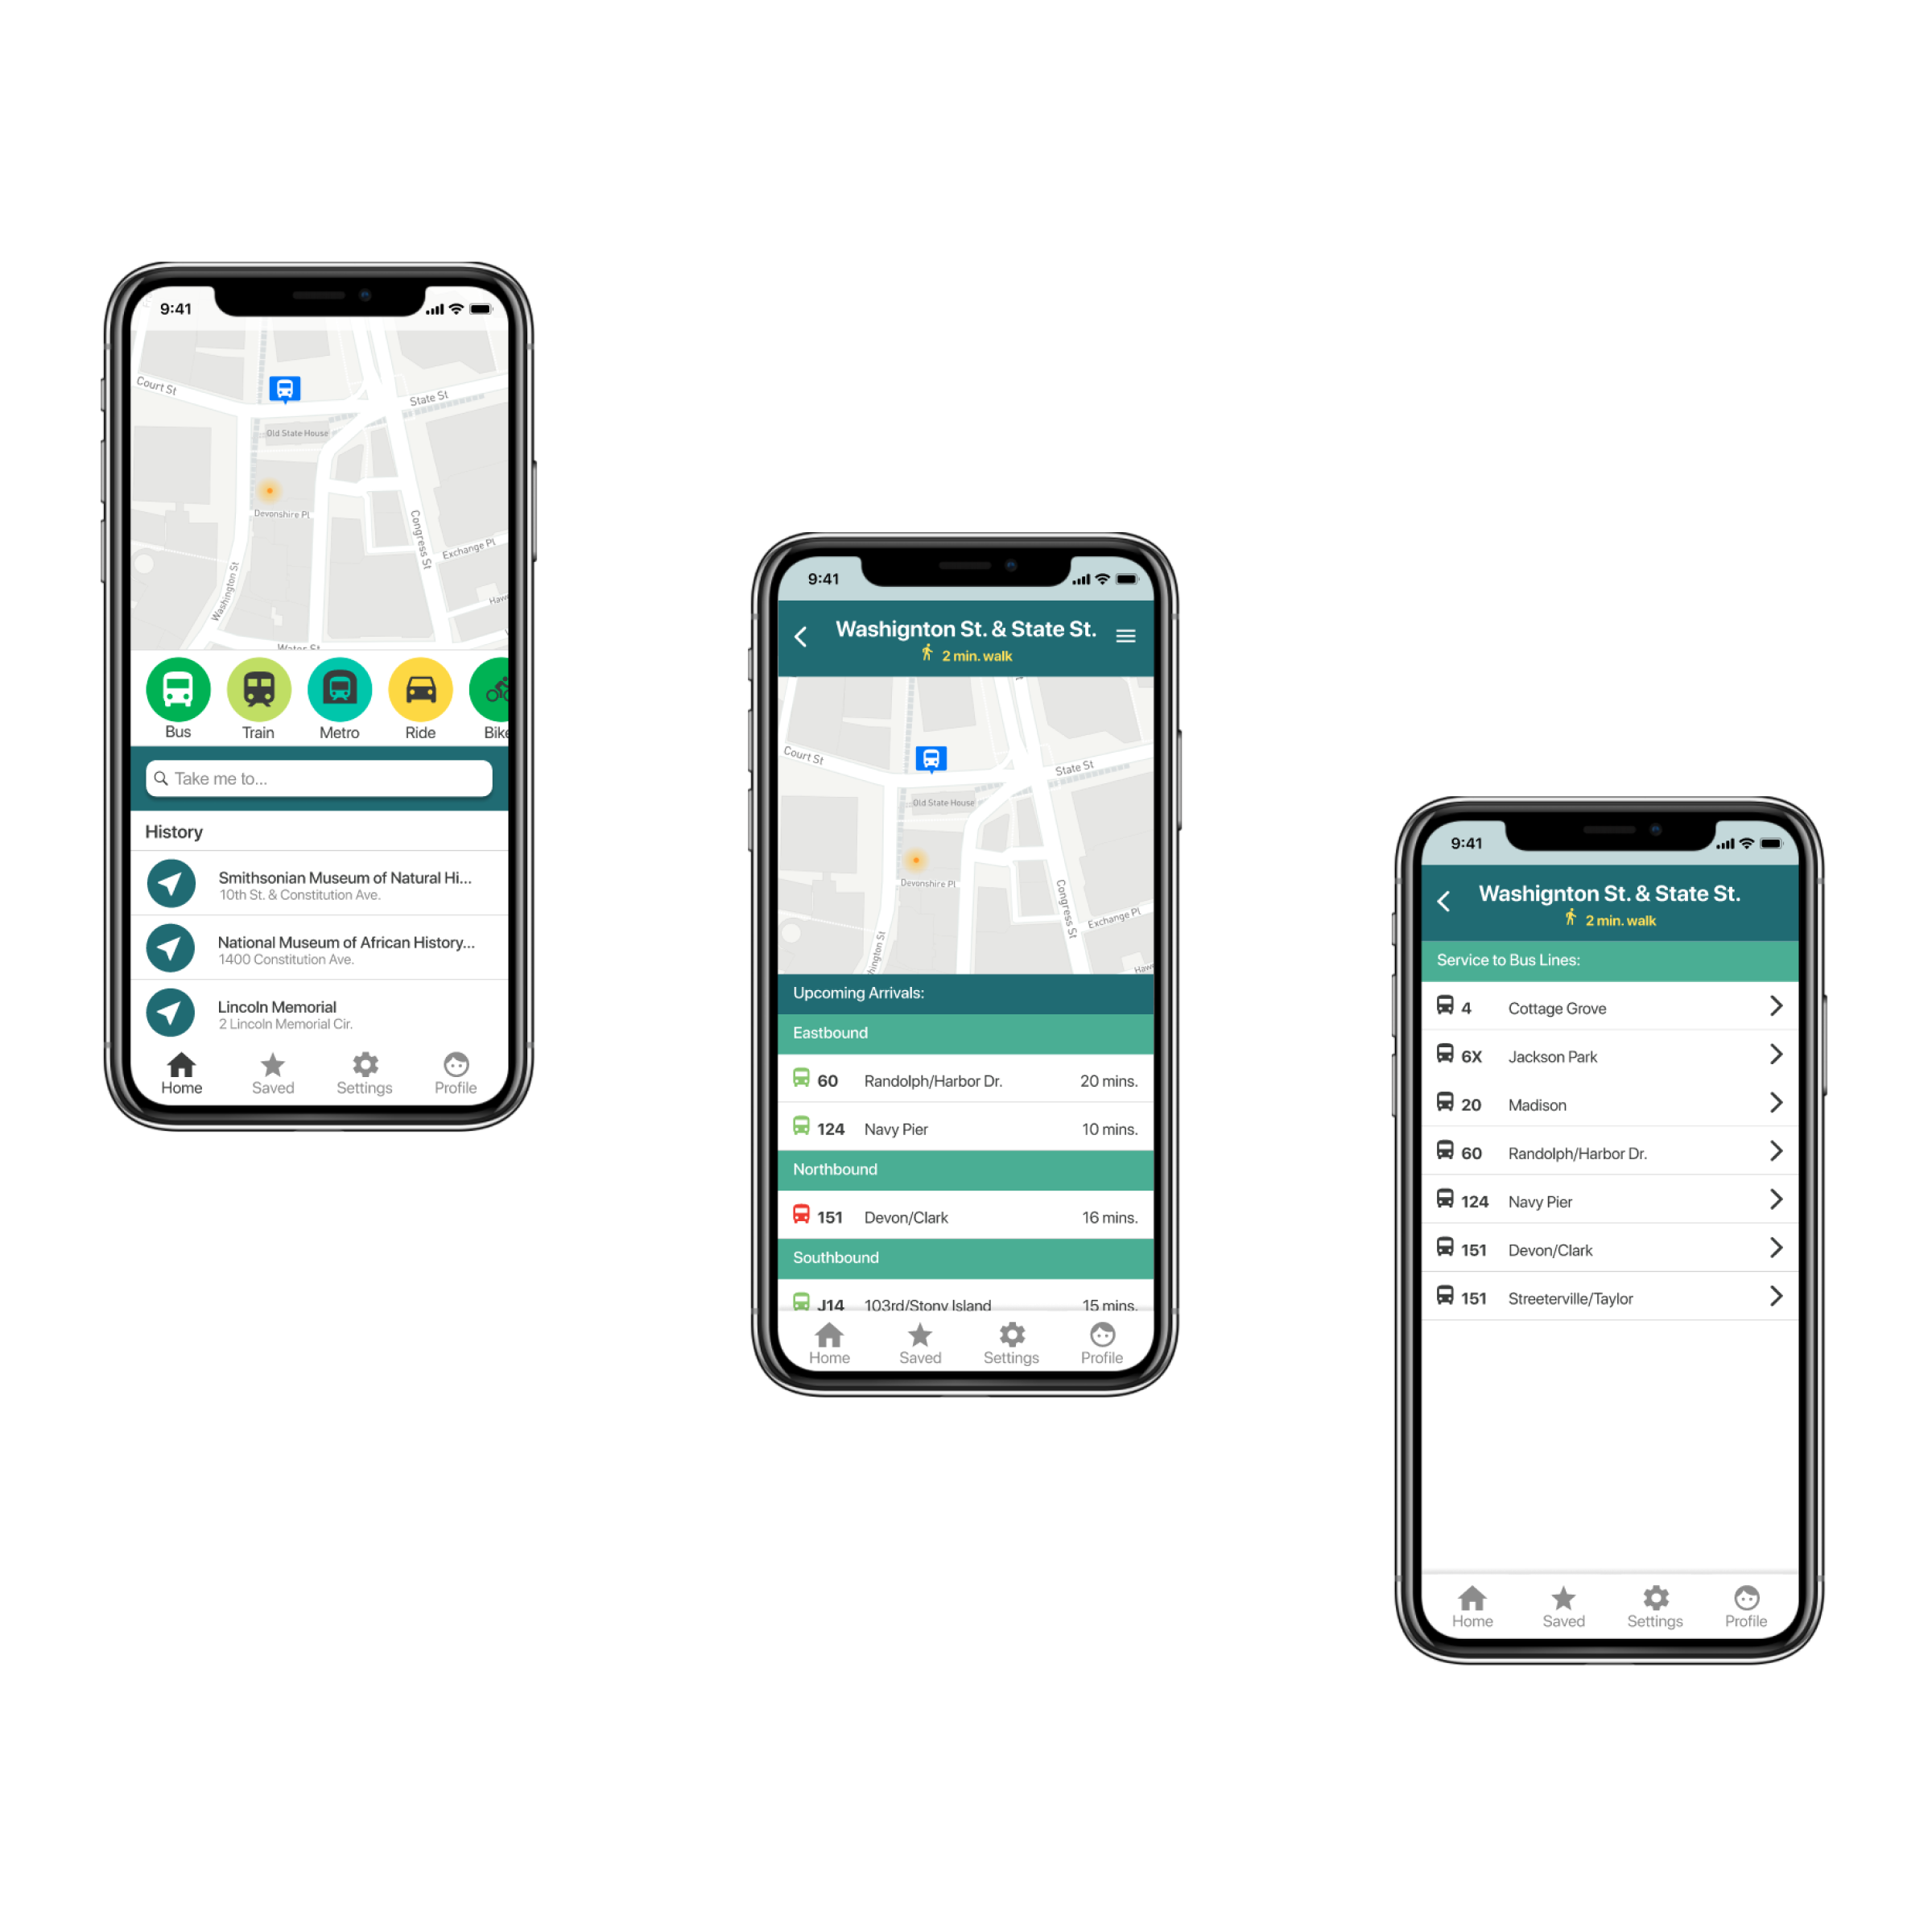 9:41
Court St
State St
Old State House
Devonshire Pl
Congress St
Exchange Pl
Washington St
Bus
Train
Metro
Ride
Take me to...
History
Smithsonian Museum of Natural Hi...
10th St. & Constitution Ave.
National Museum of African History...
1400 Constitution Ave.
Lincoln Memorial
2 Lincoln Memorial Cir.
Home Saved Settings Profile
9:41
Washignton St. & State St.
2 min. walk
Court St
State St
Old State House
Devonshire Pl
Congress St
Exchange Pl
Upcoming Arrivals:
Eastbound
60 Randolph/Harbor Dr. 20 mins.
124 Navy Pier 10 mins.
Northbound
151 Devon/Clark 16 mins.
Southbound
J14 103rd/Stony Island 15 mins.
Home Saved Settings Profile
9:41
Washignton St. & State St.
2 min. walk
Service to Bus Lines:
4 Cottage Grove
6X Jackson Park
20 Madison
60 Randolph/Harbor Dr.
124 Navy Pier
151 Devon/Clark
151 Streeterville/Taylor
Home Saved Settings Profile